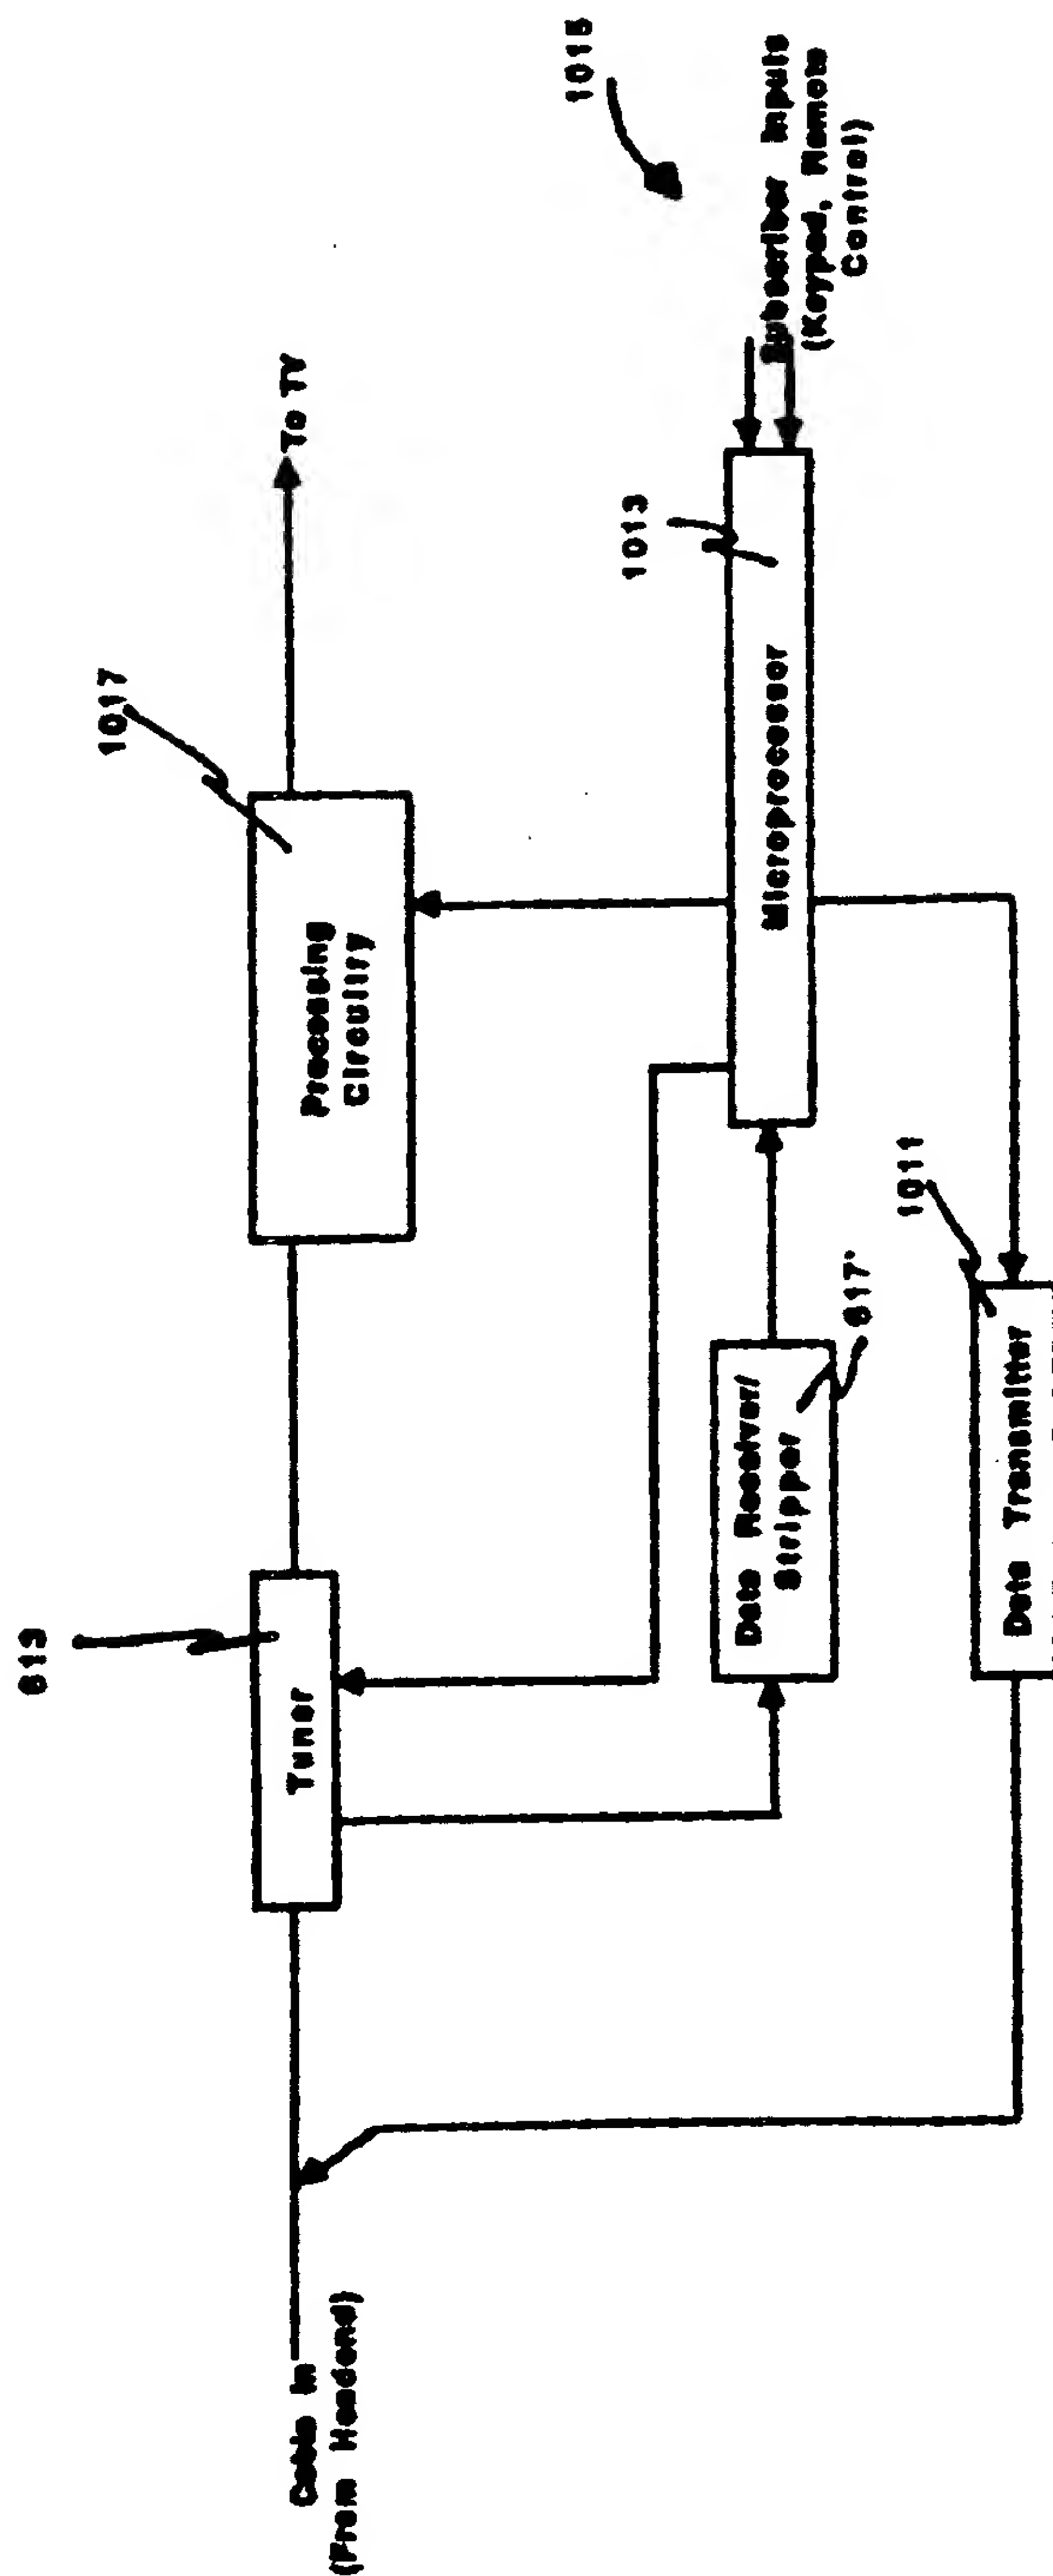 1015
Subscriber Inputs
(Keypad, Remote
Control)
To TV
1017
Processing
Circuitry
1013
Microprocessor
613
Tuner
Data Receiver/
Stripper
617'
1011
Data Transmitter
Cable In
(From Headend)